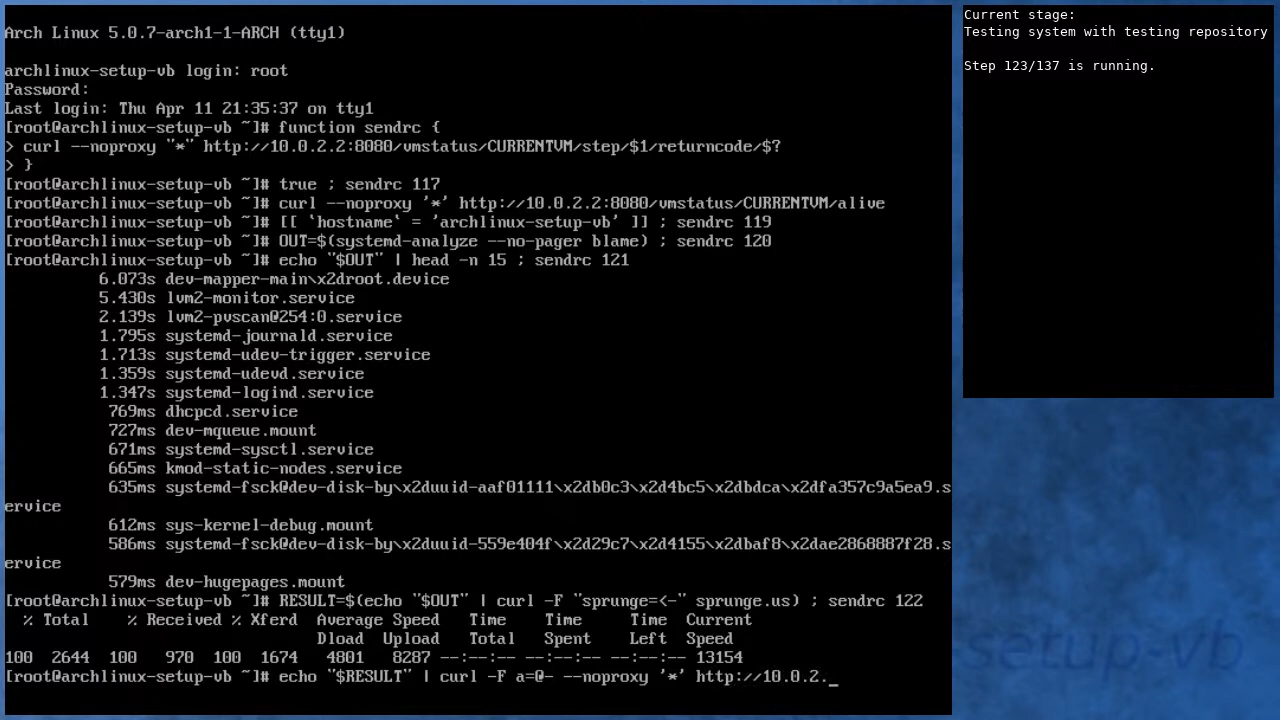 Arch Linux 5.0.7-arch1-1-ARCH (tty1)
archlinux-setup-vb login: root
Password:
Last login: Thu Apr 11 21:35:37 on tty1
[root@archlinux-setup-vb ~]# function sendrc {
> curl --noproxy "*" http://10.0.2.2:8080/vmstatus/CURRENTVM/step/$1/returncode/$?
> }
[root@archlinux-setup-vb ~]# true ; sendrc 117
[root@archlinux-setup-vb ~]# curl --noproxy '*' http://10.0.2.2:8080/vmstatus/CURRENTVM/alive
[root@archlinux-setup-vb ~]# [[ `hostname` = 'archlinux-setup-vb' ]] ; sendrc 119
[root@archlinux-setup-vb ~]# OUT=$(systemd-analyze --no-pager blame) ; sendrc 120
[root@archlinux-setup-vb ~]# echo "$OUT" | head -n 15 ; sendrc 121
6.073s dev-mapper-main\x2droot.device
5.430s lvm2-monitor.service
2.139s lvm2-pvscan@254:0.service
1.795s systemd-journald.service
1.713s systemd-udev-trigger.service
1.359s systemd-udevd.service
1.347s systemd-logind.service
769ms dhcpcd.service
727ms dev-mqueue.mount
671ms systemd-sysctl.service
665ms kmod-static-nodes.service
635ms systemd-fsck@dev-disk-by\x2duuid-aaf01111\x2db0c3\x2d4bc5\x2dbdca\x2dfa357c9a5ea9.s
ervice
612ms sys-kernel-debug.mount
586ms systemd-fsck@dev-disk-by\x2duuid-559e404f\x2d29c7\x2d4155\x2dbaf8\x2dae2868887f28.s
ervice
579ms dev-hugepages.mount
[root@archlinux-setup-vb ~]# RESULT=$(echo "$OUT" | curl -F "sprunge=<-" sprunge.us) ; sendrc 122
% Total    % Received % Xferd  Average Speed   Time    Time     Time  Current
Dload  Upload   Total   Spent    Left  Speed
100  2644  100   970  100  1674   4801   8287 --:--:-- --:--:-- --:--:-- 13154
[root@archlinux-setup-vb ~]# echo "$RESULT" | curl -F a=@- --noproxy '*' http://10.0.2._
Current stage:
Testing system with testing repository
Step 123/137 is running.
-setup-vb